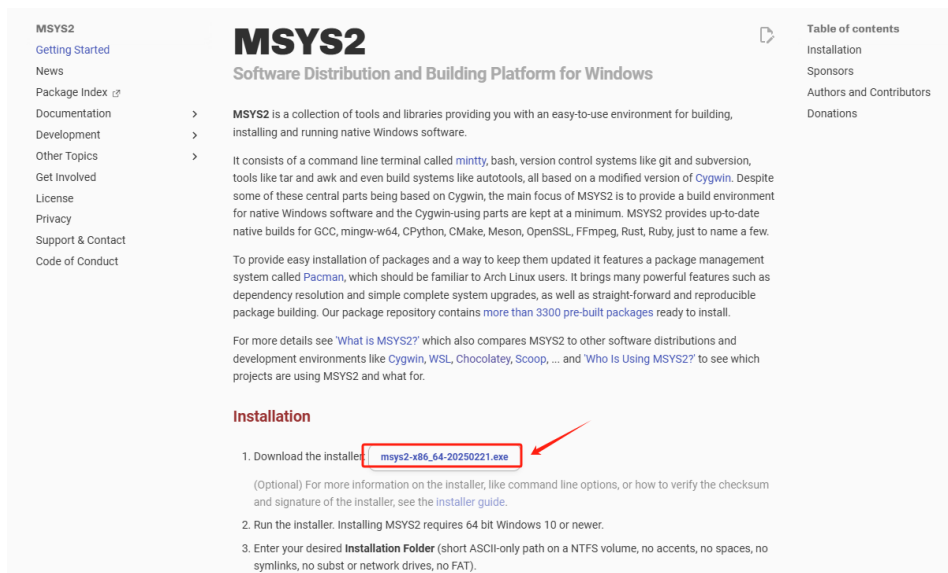 MSYS2
Getting Started
News
Package Index
Documentation
Development
Other Topics
Get Involved
License
Privacy
Support & Contact
Code of Conduct
MSYS2
Software Distribution and Building Platform for Windows
MSYS2 is a collection of tools and libraries providing you with an easy-to-use environment for building,
installing and running native Windows software.
It consists of a command line terminal called mintty, bash, version control systems like git and subversion,
tools like tar and awk and even build systems like autotools, all based on a modified version of Cygwin. Despite
some of these central parts being based on Cygwin, the main focus of MSYS2 is to provide a build environment
for native Windows software and the Cygwin-using parts are kept at a minimum. MSYS2 provides up-to-date
native builds for GCC, mingw-w64, CPython, CMake, Meson, OpenSSL, FFmpeg, Rust, Ruby, just to name a few.
To provide easy installation of packages and a way to keep them updated it features a package management
system called Pacman, which should be familiar to Arch Linux users. It brings many powerful features such as
dependency resolution and simple complete system upgrades, as well as straight-forward and reproducible
package building. Our package repository contains more than 3300 pre-built packages ready to install.
For more details see 'What is MSYS2?' which also compares MSYS2 to other software distributions and
development environments like Cygwin, WSL, Chocolatey, Scoop, ... and 'Who Is Using MSYS2?' to see which
projects are using MSYS2 and what for.
Installation
1. Download the installer: msys2-x86_64-20250221.exe
(Optional) For more information on the installer, like command line options, or how to verify the checksum
and signature of the installer, see the installer guide.
2. Run the installer. Installing MSYS2 requires 64 bit Windows 10 or newer.
3. Enter your desired Installation Folder (short ASCII-only path on a NTFS volume, no accents, no spaces, no
symlinks, no subst or network drives, no FAT).
Table of contents
Installation
Sponsors
Authors and Contributors
Donations